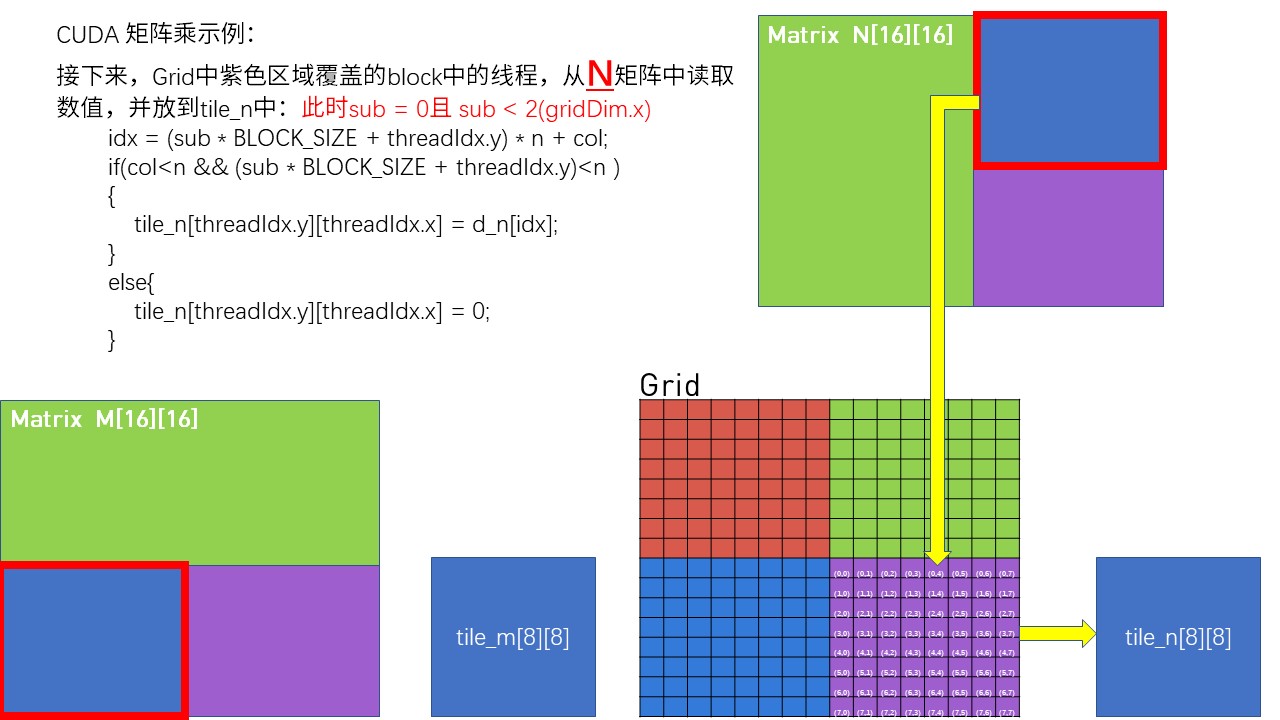 CUDA 矩阵乘示例：
接下来，Grid中紫色区域覆盖的block中的线程，从N矩阵中读取
数值，并放到tile_n中：此时sub = 0且 sub < 2(gridDim.x)
idx = (sub * BLOCK_SIZE + threadIdx.y) * n + col;
if(col<n && (sub * BLOCK_SIZE + threadIdx.y)<n )
{
tile_n[threadIdx.y][threadIdx.x] = d_n[idx];
}
else{
tile_n[threadIdx.y][threadIdx.x] = 0;
}
Matrix N[16][16]
Grid
Matrix M[16][16]
tile_m[8][8]
(0,0) (0,1) (0,2) (0,3) (0,4) (0,5) (0,6) (0,7)
(1,0) (1,1) (1,2) (1,3) (1,4) (1,5) (1,6) (1,7)
(2,0) (2,1) (2,2) (2,3) (2,4) (2,5) (2,6) (2,7)
(3,0) (3,1) (3,2) (3,3) (3,4) (3,5) (3,6) (3,7)
(4,0) (4,1) (4,2) (4,3) (4,4) (4,5) (4,6) (4,7)
(5,0) (5,1) (5,2) (5,3) (5,4) (5,5) (5,6) (5,7)
(6,0) (6,1) (6,2) (6,3) (6,4) (6,5) (6,6) (6,7)
(7,0) (7,1) (7,2) (7,3) (7,4) (7,5) (7,6) (7,7)
tile_n[8][8]